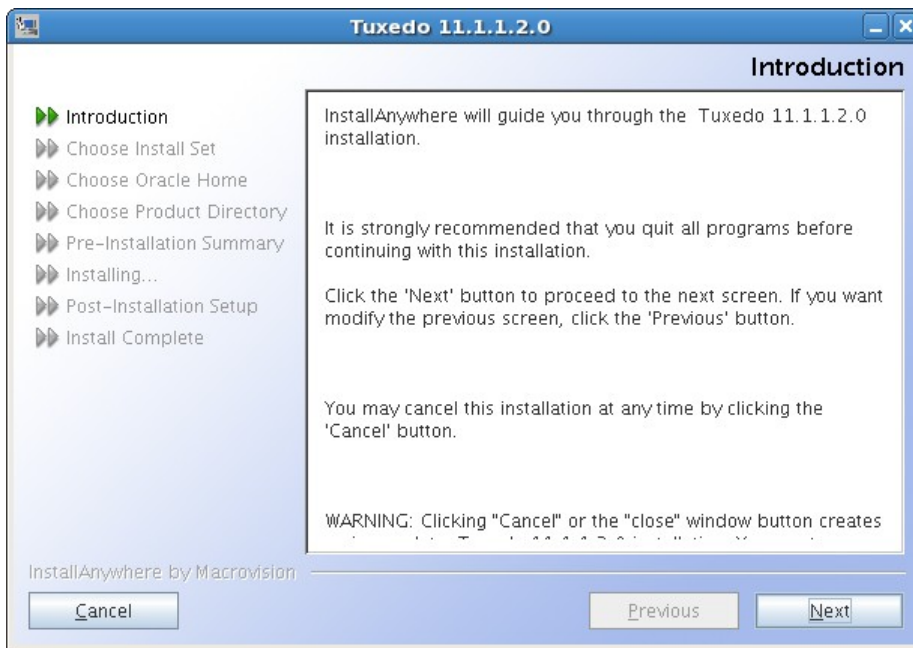 Tuxedo 11.1.1.2.0
Introduction
Introduction
Choose Install Set
Choose Oracle Home
Choose Product Directory
Pre-Installation Summary
Installing...
Post-Installation Setup
Install Complete
InstallAnywhere will guide you through the Tuxedo 11.1.1.2.0
installation.
It is strongly recommended that you quit all programs before
continuing with this installation.
Click the 'Next' button to proceed to the next screen. If you want
modify the previous screen, click the 'Previous' button.
You may cancel this installation at any time by clicking the
'Cancel' button.
WARNING: Clicking "Cancel" or the "close" window button creates
InstallAnywhere by Macrovision
Cancel
Previous
Next